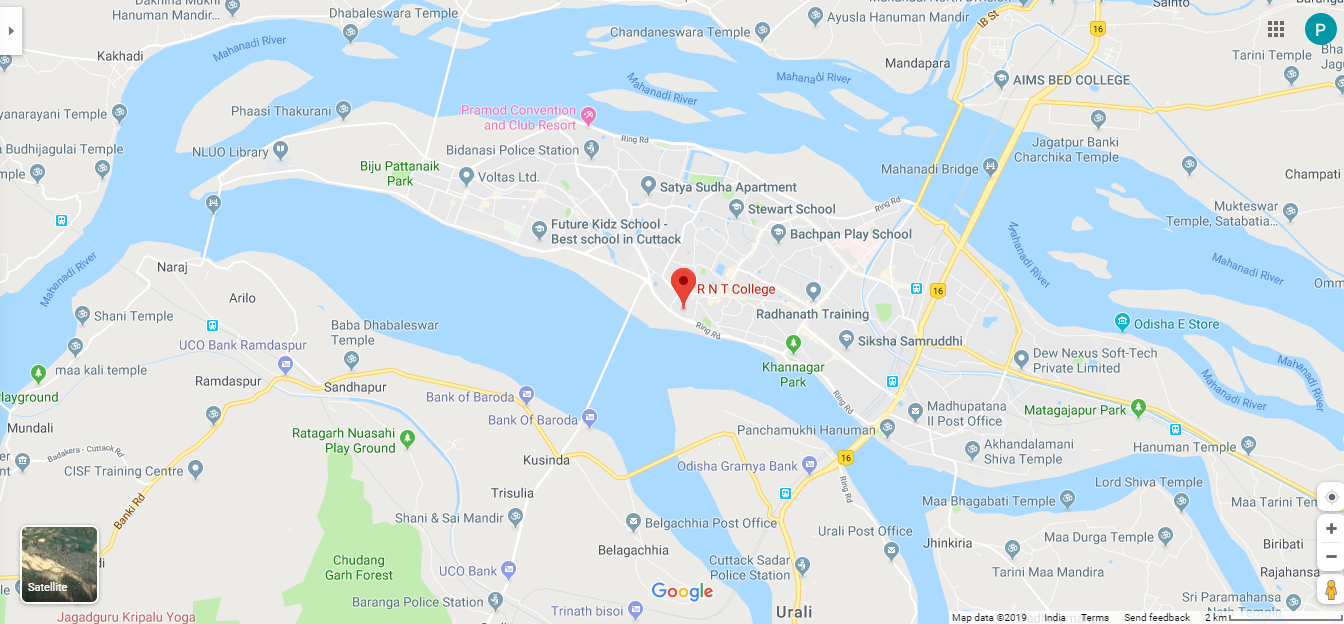 Dakhina Mukhi
Hanuman Mandir...
Dhabaleswara Temple
Ayusla Hanuman Mandir
Chandaneswara Temple
IB St
16
P
Kakhadi
Mahanadi River
Mandapara
Tarini Temple
Mahanadi River
Mahanadi River
AIMS BED COLLEGE
Phaasi Thakurani
Pramod Convention
and Club Resort
Ring Rd
Jagatpur Banki
Charchika Temple
NLUO Library
Bidanasi Police Station
Biju Pattanaik
Park
Voltas Ltd.
Mahanadi Bridge
Champati
Satya Sudha Apartment
Stewart School
Ring Rd
Mukteswar
Temple, Satabatia...
Future Kidz School -
Best school in Cuttack
Bachpan Play School
Mahanadi River
Mahanadi River
Mahanadi River
Naraj
Arilo
R N T College
16
Shani Temple
Radhanath Training
Ring Rd
Odisha E Store
Baba Dhabaleswar
Temple
UCO Bank Ramdaspur
Siksha Samruddhi
Dew Nexus Soft-Tech
Private Limited
maa kali temple
Ramdaspur
Sandhapur
Khannagar
Park
Mahanadi River
Mahanadi River
Playground
Bank of Baroda
Bank Of Baroda
Ring Rd
Madhupatana
II Post Office
Matagajapur Park
Mundali
Ratagarh Nuasahi
Play Ground
Panchamukhi Hanuman
Akhandalamani
Shiva Temple
Hanuman Temple
Badakera - Cuttack Rd
CISF Training Centre
Kusinda
Odisha Gramya Bank
16
Banki Rd
Trisulia
Ring Rd
Lord Shiva Temple
Maa Bhagabati Temple
Maa Tarini Temple
Shani & Sai Mandir
Belgachhia Post Office
Urali Post Office
Jhinkiria
Maa Durga Temple
Biribati
Belagachhia
Chudang
Garh Forest
UCO Bank
Cuttack Sadar
Police Station
Tarini Maa Mandira
Rajahansa
Satellite
Google
Baranga Police Station
Trinath bisoi
Urali
Sri Paramahansa
Nath Temple
Jagadguru Kripalu Yoga
Map data ©2019 India Terms Send feedback 2 km